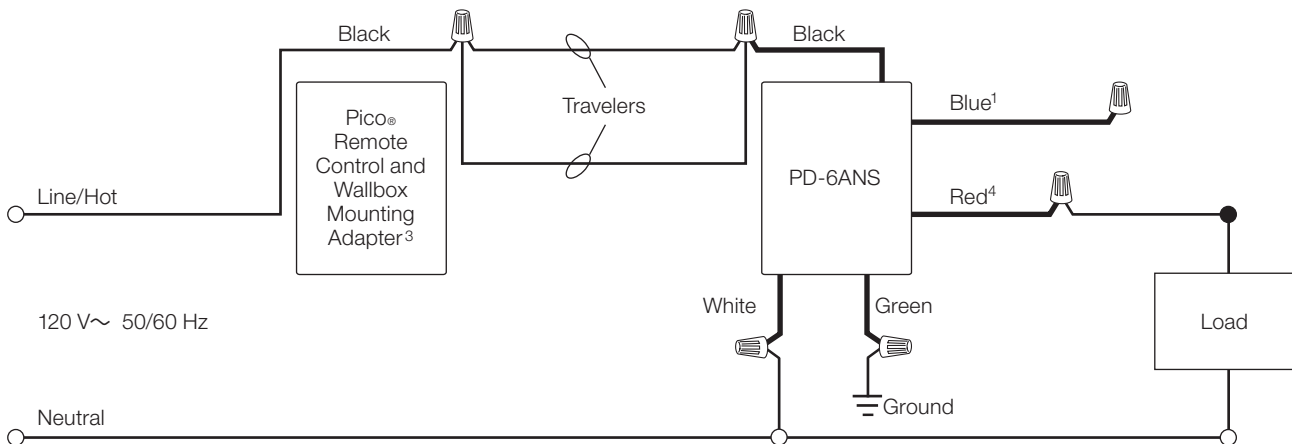 Black
Black
Travelers
Blue1
Pico®
Remote
Control and
Wallbox
Mounting
Adapter3
PD-6ANS
Line/Hot
Red4
White
Green
120 V~ 50/60 Hz
Load
Ground
Neutral